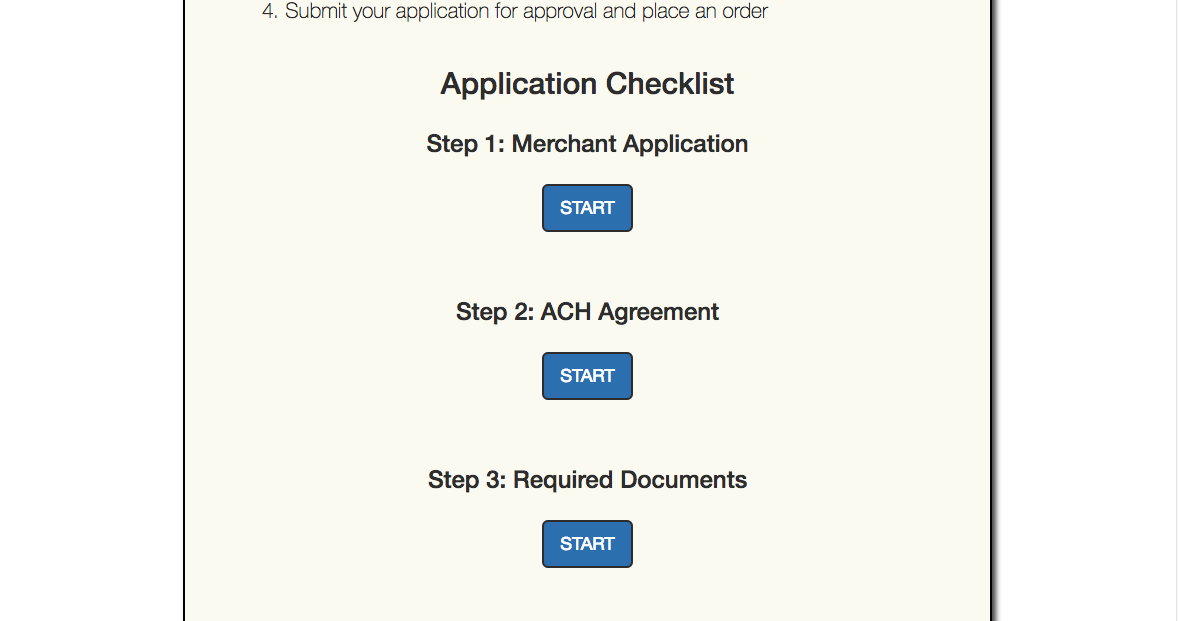 4. Submit your application for approval and place an order
Application Checklist
Step 1: Merchant Application
START
Step 2: ACH Agreement
START
Step 3: Required Documents
START